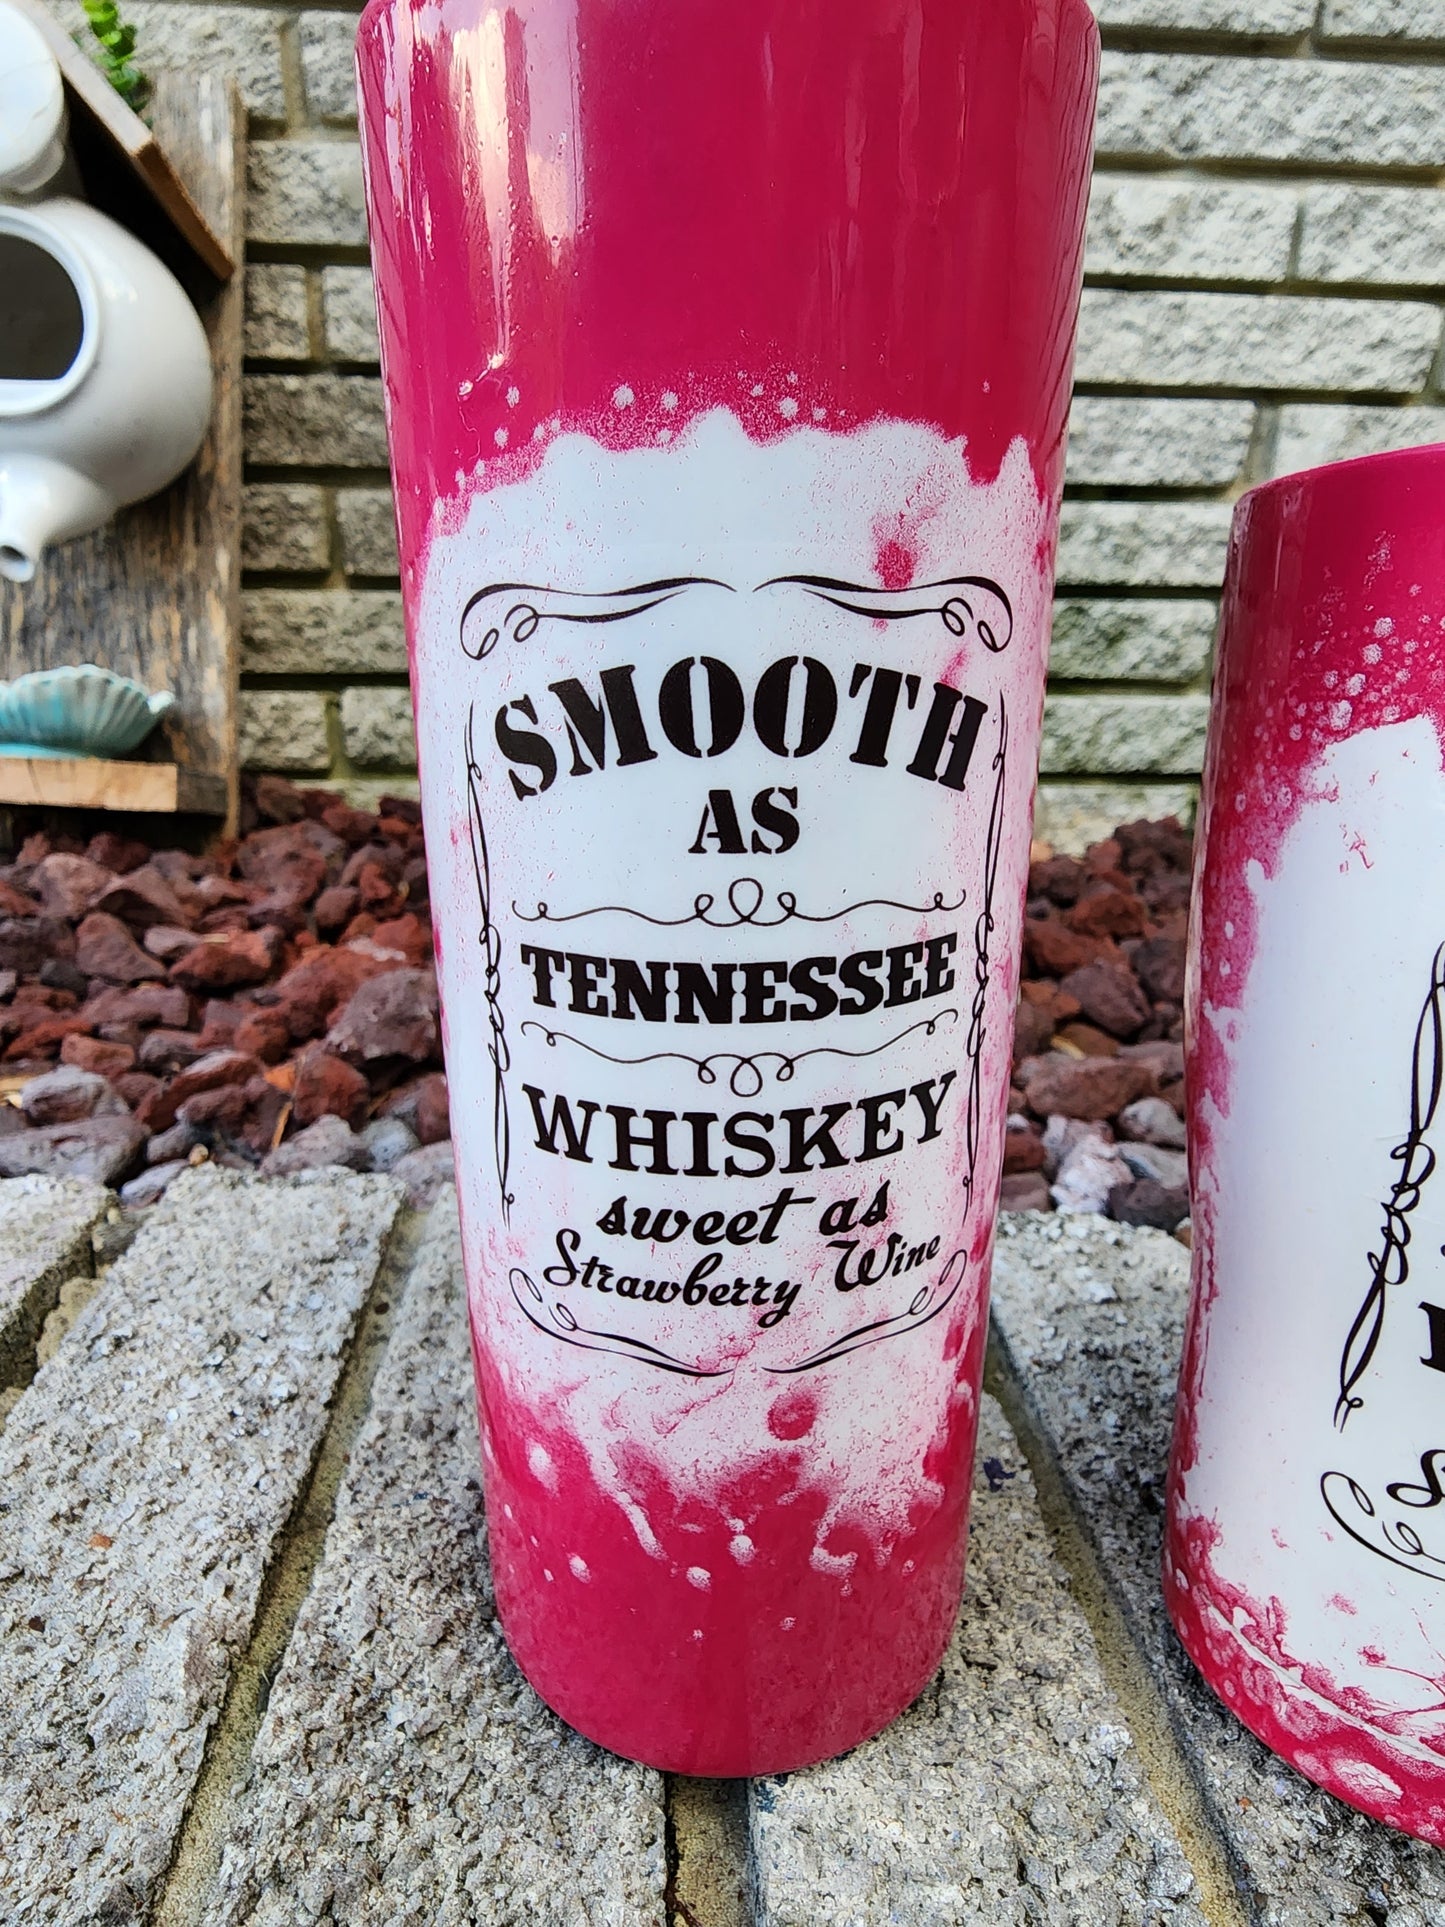 SMOOTH
AS
TENNESSEE
WHISKEY
sweet as
Strawberry Wine